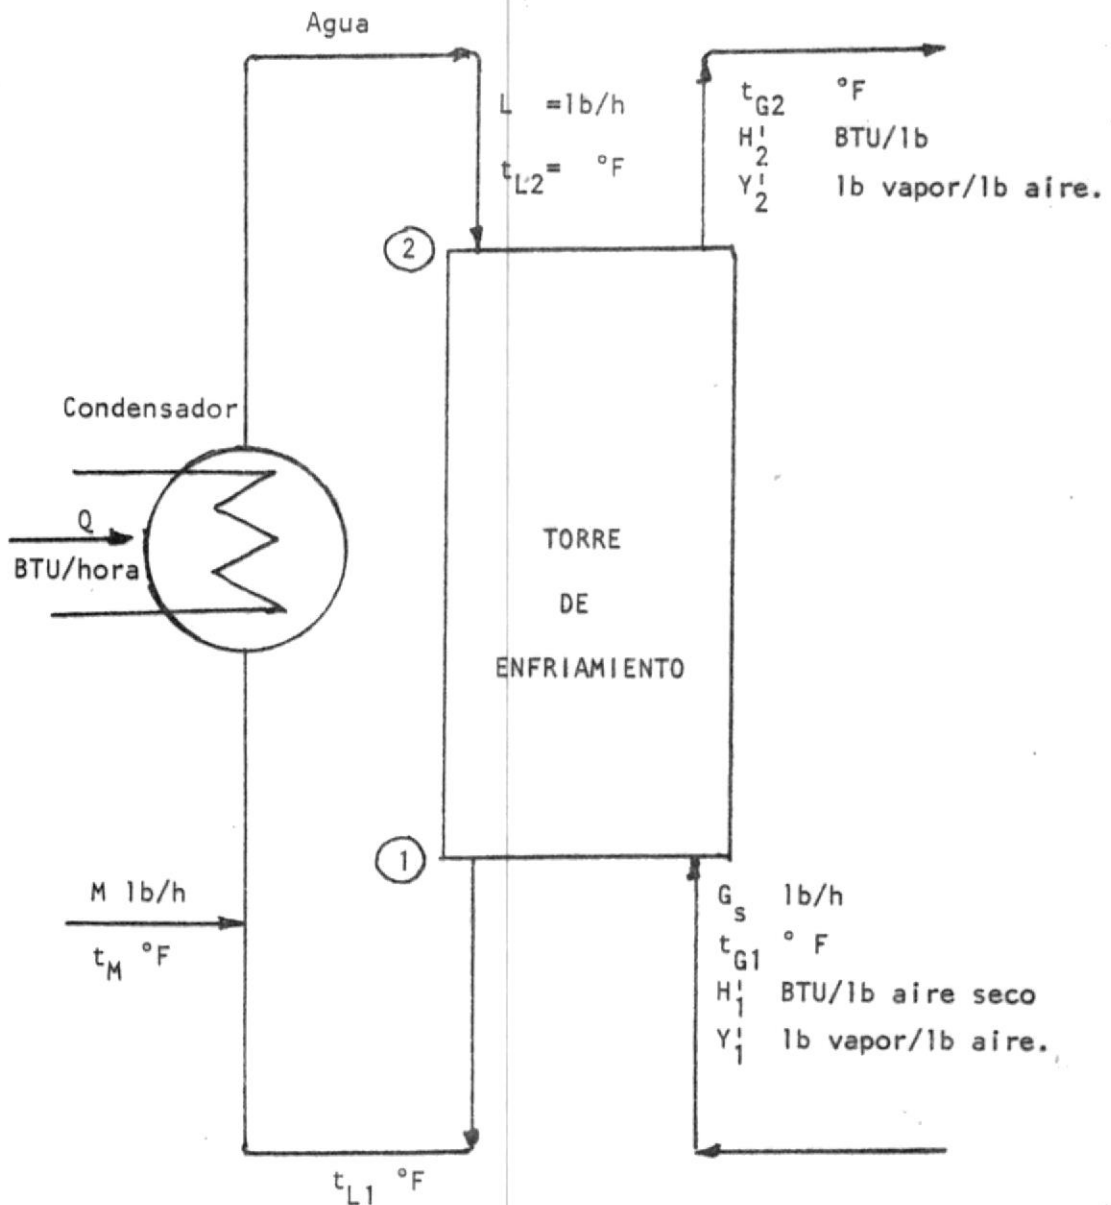 Agua
L =lb/h
t_L2= °F
t_G2 °F
H'_2 BTU/lb
Y'_2 lb vapor/lb aire.
2
Condensador
Q
BTU/hora
TORRE
DE
ENFRIAMIENTO
1
M lb/h
t_M °F
G_s lb/h
t_G1 ° F
H'_1 BTU/lb aire seco
Y'_1 lb vapor/lb aire.
t_L1 °F